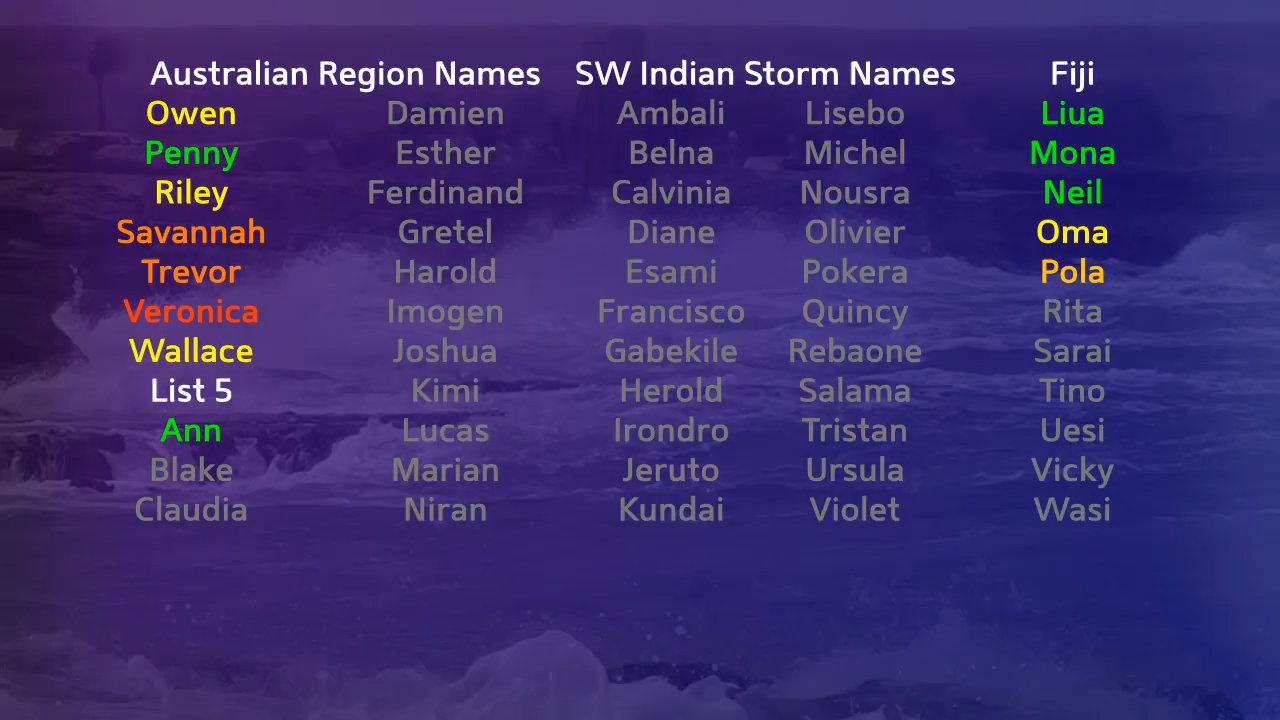 Australian Region Names SW Indian Storm Names Fiji
Owen Damien Ambali Lisebo Liua
Penny Esther Belna Michel Mona
Riley Ferdinand Calvinia Nousra Neil
Savannah Gretel Diane Olivier Oma
Trevor Harold Esami Pokera Pola
Veronica Imogen Francisco Quincy Rita
Wallace Joshua Gabekile Rebaone Sarai
List 5 Kimi Herold Salama Tino
Ann Lucas Irondro Tristan Uesi
Blake Marian Jeruto Ursula Vicky
Claudia Niran Kundai Violet Wasi